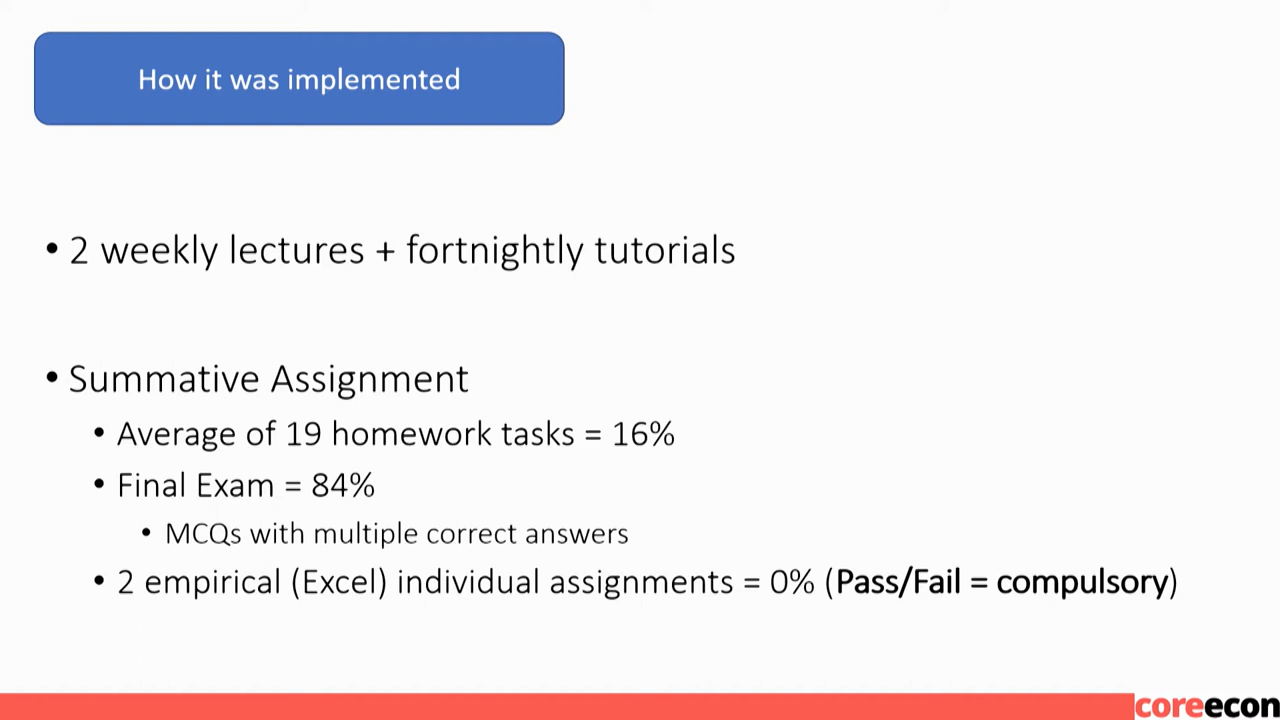 How it was implemented
• 2 weekly lectures + fortnightly tutorials
• Summative Assignment
• Average of 19 homework tasks = 16%
• Final Exam = 84%
• MCQs with multiple correct answers
• 2 empirical (Excel) individual assignments = 0% (Pass/Fail = compulsory)
coreecon